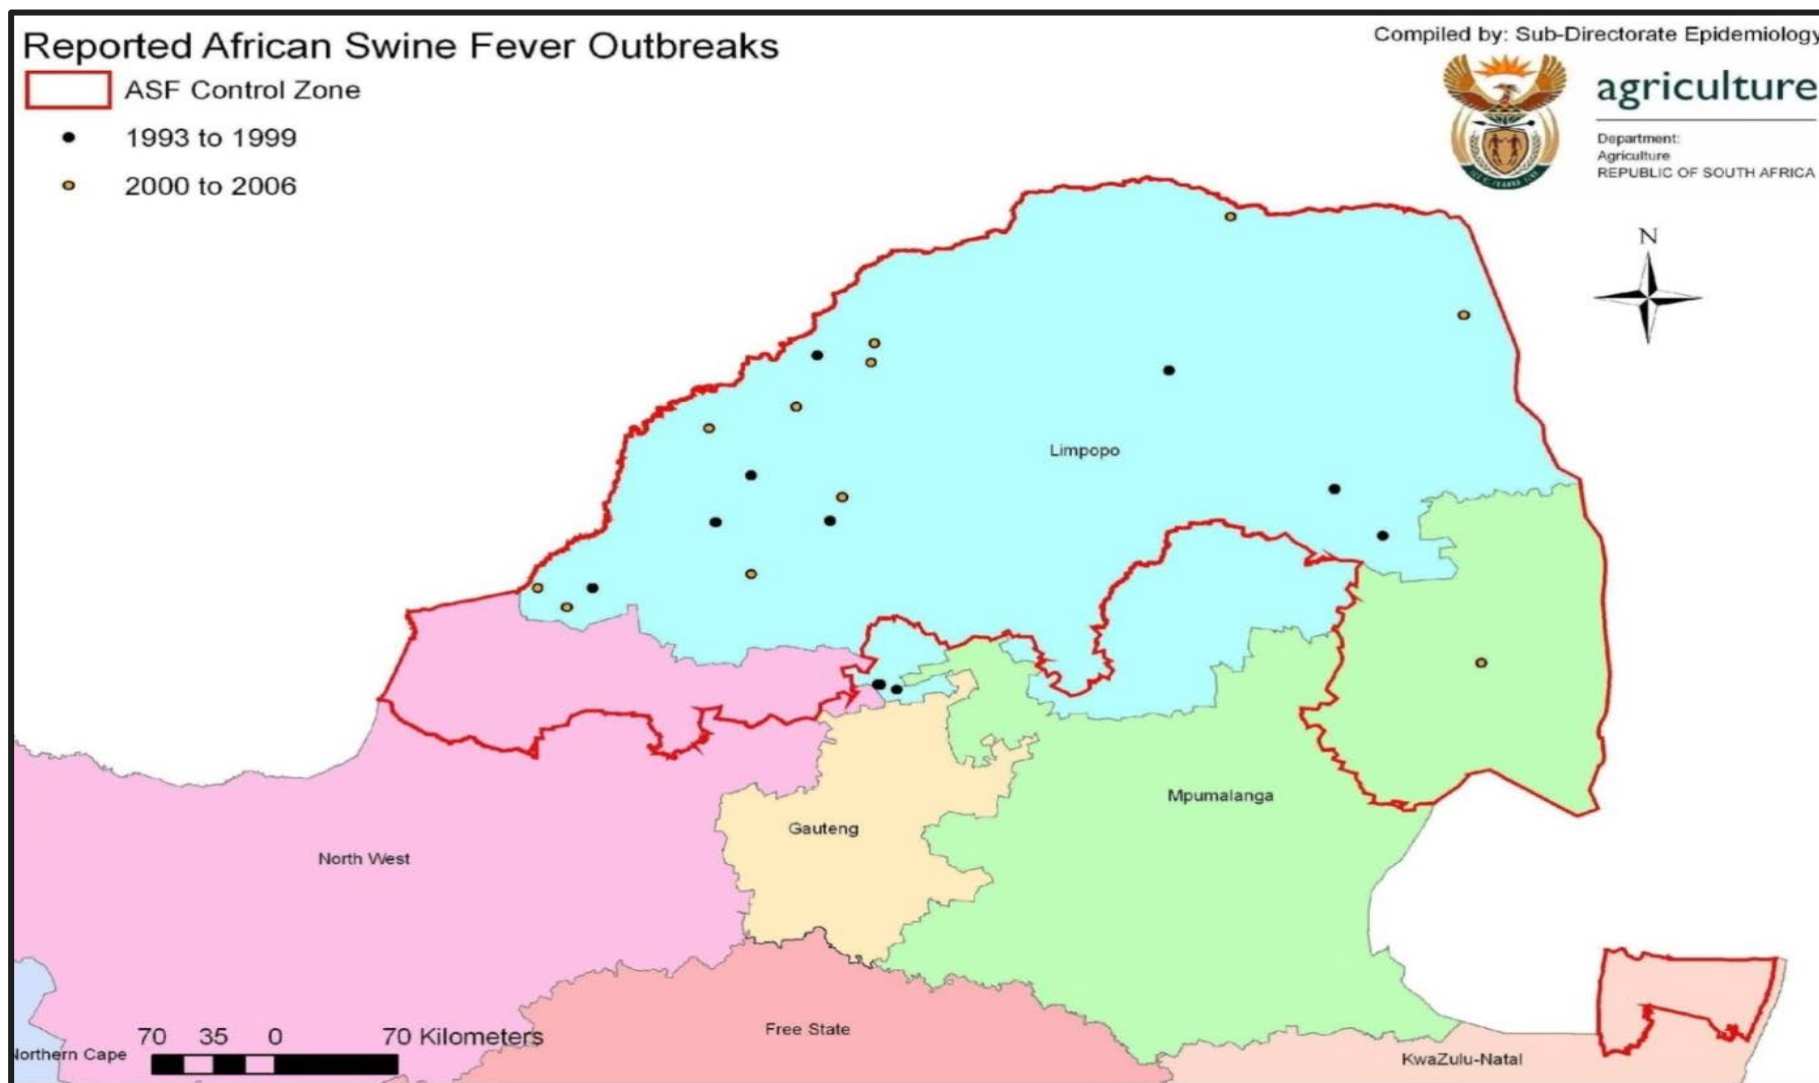 Reported African Swine Fever Outbreaks
ASF Control Zone
1993 to 1999
2000 to 2006
Compiled by: Sub-Directorate Epidemiology
agriculture
Department:
Agriculture
REPUBLIC OF SOUTH AFRICA
N
Limpopo
Mpumalanga
Gauteng
North West
Free State
Northern Cape
KwaZulu-Natal
70 35 0 70 Kilometers